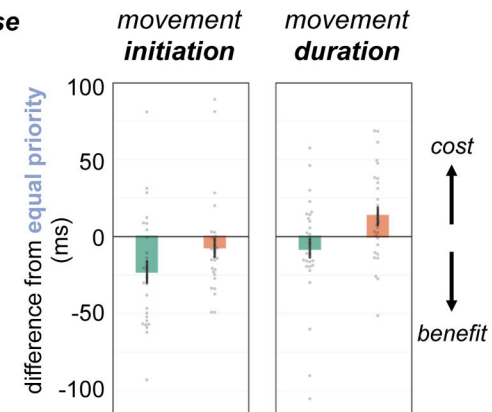 se
movement
initiation
movement
duration
difference from equal priority
(ms)
100
50
0
-50
-100
cost
benefit